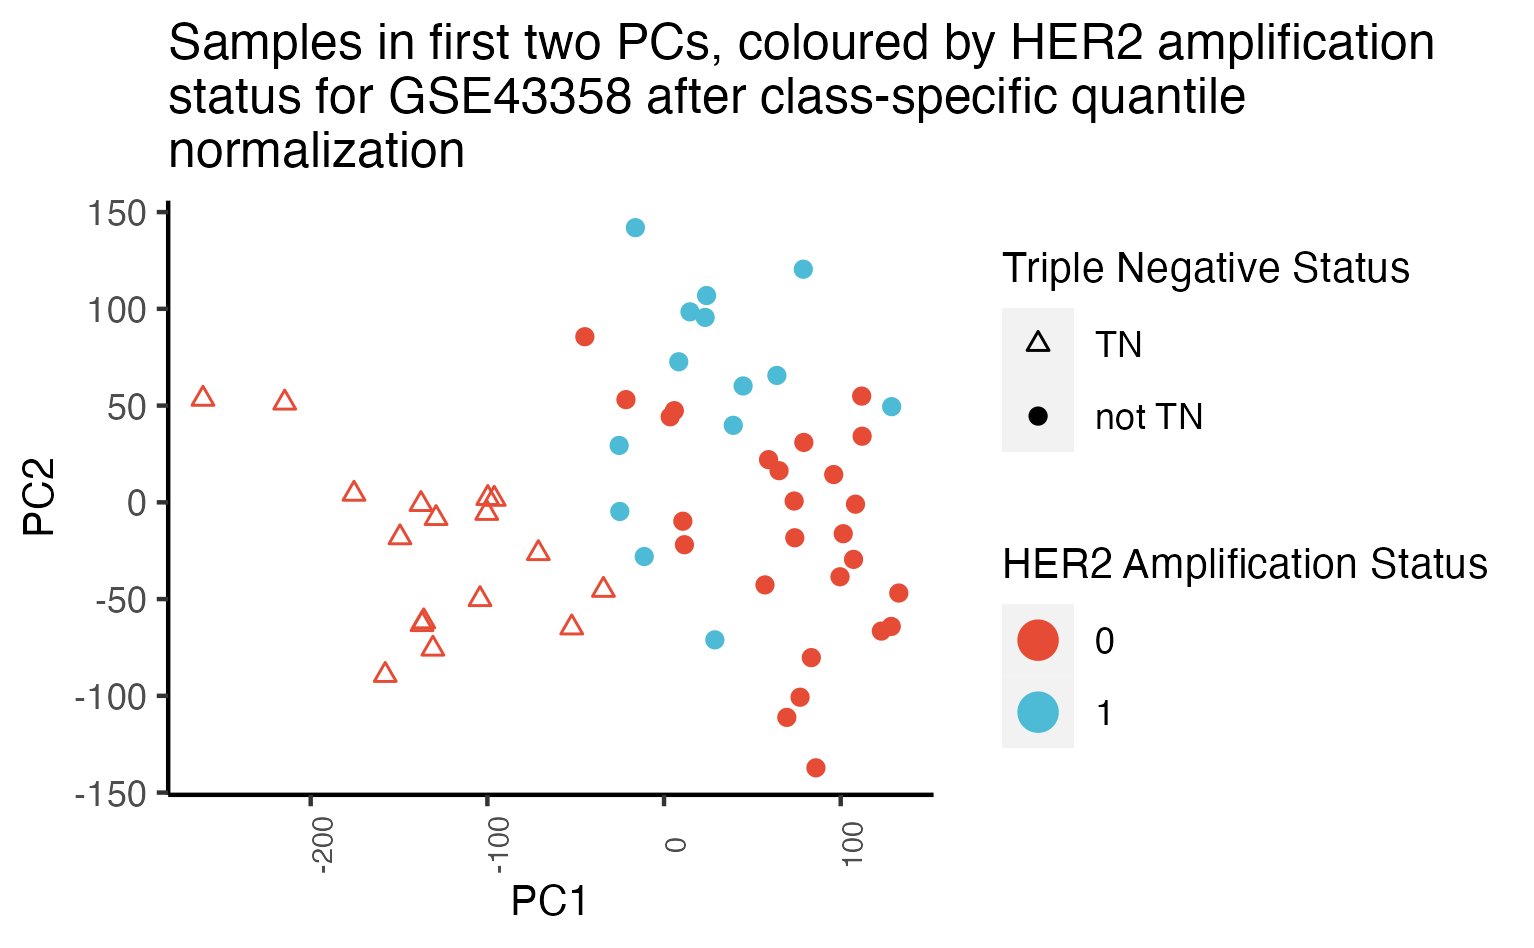 Samples in first two PCs, coloured by HER2 amplification
status for GSE43358 after class-specific quantile
normalization
150
100
50
0
-50
-100
-150
PC2
-200
-100
0
100
PC1
Triple Negative Status
TN
not TN
HER2 Amplification Status
0
1